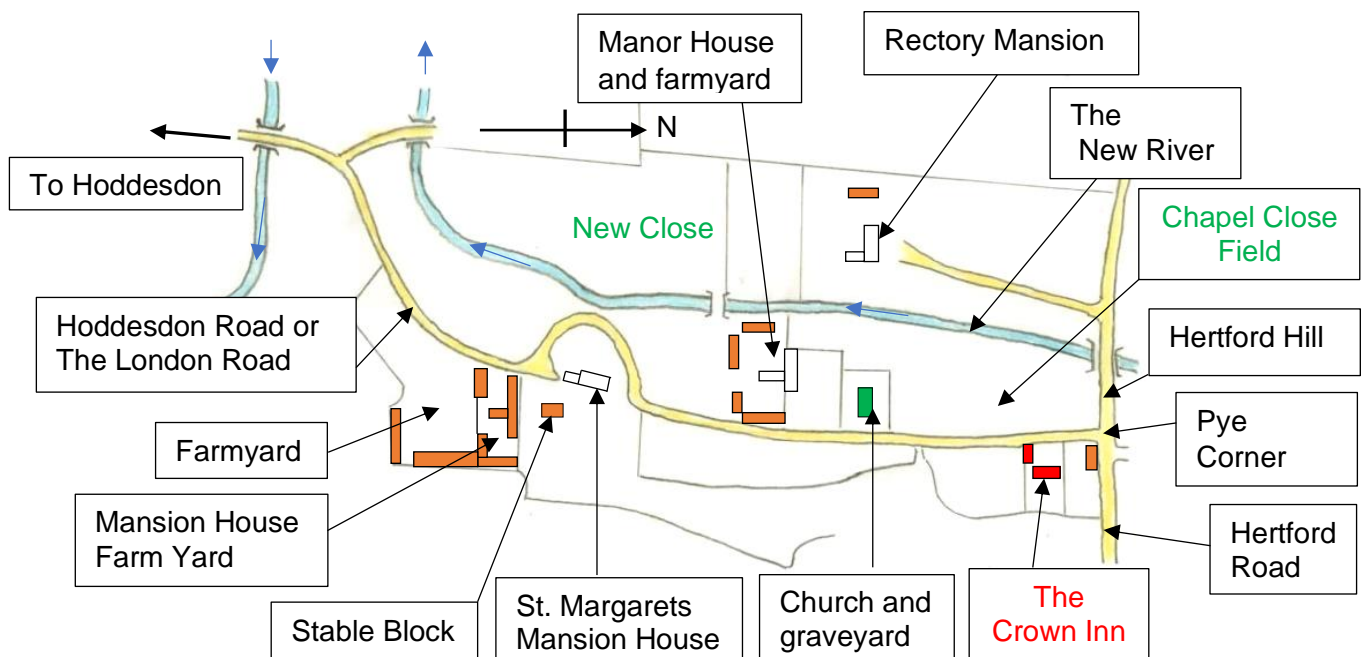 Manor House
and farmyard
Rectory Mansion
N
The
New River
To Hoddesdon
New Close
Chapel Close
Field
Hoddesdon Road or
The London Road
Hertford Hill
Farmyard
Pye
Corner
Mansion House
Farm Yard
Hertford
Road
Stable Block
St. Margarets
Mansion House
Church and
graveyard
The
Crown Inn